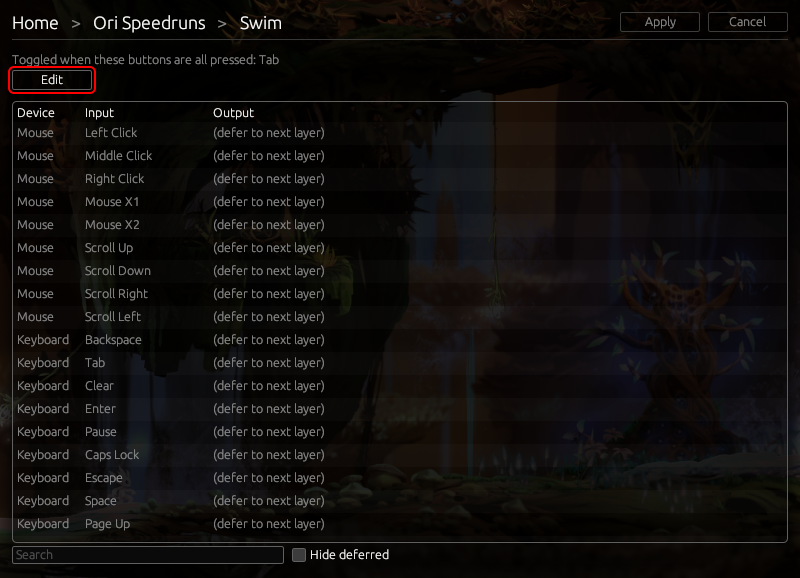 Home > Ori Speedruns > Swim
Apply
Cancel
Toggled when these buttons are all pressed: Tab
Edit
Device Input Output
Mouse Left Click (defer to next layer)
Mouse Middle Click (defer to next layer)
Mouse Right Click (defer to next layer)
Mouse Mouse X1 (defer to next layer)
Mouse Mouse X2 (defer to next layer)
Mouse Scroll Up (defer to next layer)
Mouse Scroll Down (defer to next layer)
Mouse Scroll Right (defer to next layer)
Mouse Scroll Left (defer to next layer)
Keyboard Backspace (defer to next layer)
Keyboard Tab (defer to next layer)
Keyboard Clear (defer to next layer)
Keyboard Enter (defer to next layer)
Keyboard Pause (defer to next layer)
Keyboard Caps Lock (defer to next layer)
Keyboard Escape (defer to next layer)
Keyboard Space (defer to next layer)
Keyboard Page Up (defer to next layer)
Search
Hide deferred